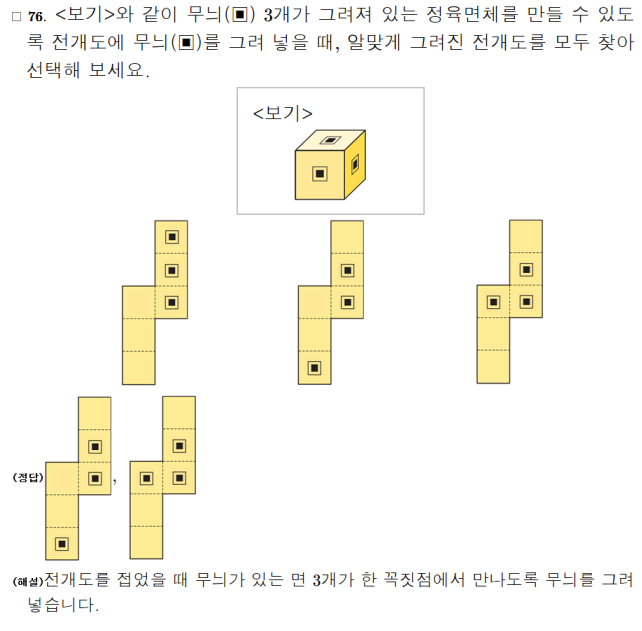 □ 76. <보기>와 같이 무늬(▣) 3개가 그려져 있는 정육면체를 만들 수 있도
록 전개도에 무늬(▣)를 그려 넣을 때, 알맞게 그려진 전개도를 모두 찾아
선택해 보세요.
<보기>
(정답) ,
(해설)전개도를 접었을 때 무늬가 있는 면 3개가 한 꼭짓점에서 만나도록 무늬를 그려
넣습니다.